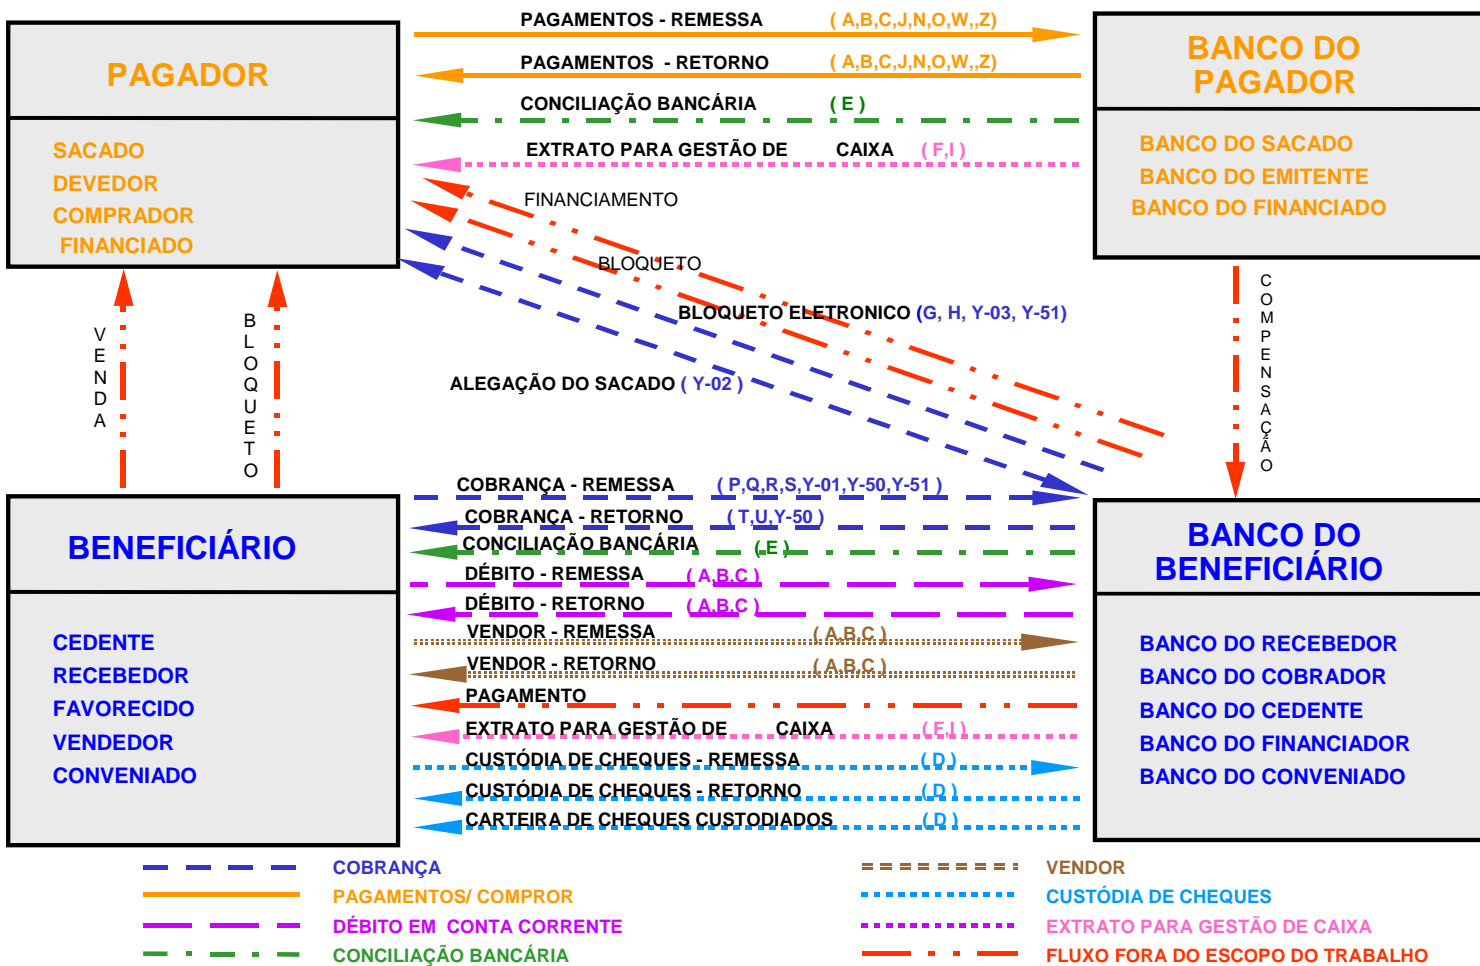 PAGAMENTOS - REMESSA ( A,B,C,J,N,O,W,,Z)
PAGAMENTOS - RETORNO ( A,B,C,J,N,O,W,,Z)
CONCILIAÇÃO BANCÁRIA ( E )
EXTRATO PARA GESTÃO DE CAIXA ( F,I )
PAGADOR
SACADO
DEVEDOR
COMPRADOR
FINANCIADO
BANCO DO
PAGADOR
BANCO DO SACADO
BANCO DO EMITENTE
BANCO DO FINANCIADO
FINANCIAMENTO
BLOQUETO
BLOQUETO ELETRONICO (G, H, Y-03, Y-51)
ALEGAÇÃO DO SACADO ( Y-02 )
VENDA
BLOQUETO
COMPENSAÇÃO
COBRANÇA - REMESSA ( P,Q,R,S,Y-01,Y-50,Y-51 )
COBRANÇA - RETORNO ( T,U,Y-50 )
CONCILIAÇÃO BANCÁRIA ( E )
DÉBITO - REMESSA ( A,B,C )
DÉBITO - RETORNO ( A,B,C )
VENDOR - REMESSA ( A,B,C )
VENDOR - RETORNO ( A,B,C )
PAGAMENTO
EXTRATO PARA GESTÃO DE CAIXA ( F,I )
CUSTÓDIA DE CHEQUES - REMESSA ( D )
CUSTÓDIA DE CHEQUES - RETORNO ( D )
CARTEIRA DE CHEQUES CUSTODIADOS ( D )
BENEFICIÁRIO
CEDENTE
RECEBEDOR
FAVORECIDO
VENDEDOR
CONVENIADO
BANCO DO
BENEFICIÁRIO
BANCO DO RECEBEDOR
BANCO DO COBRADOR
BANCO DO CEDENTE
BANCO DO FINANCIADOR
BANCO DO CONVENIADO
COBRANÇA
PAGAMENTOS/ COMPROR
DÉBITO EM CONTA CORRENTE
CONCILIAÇÃO BANCÁRIA
VENDOR
CUSTÓDIA DE CHEQUES
EXTRATO PARA GESTÃO DE CAIXA
FLUXO FORA DO ESCOPO DO TRABALHO